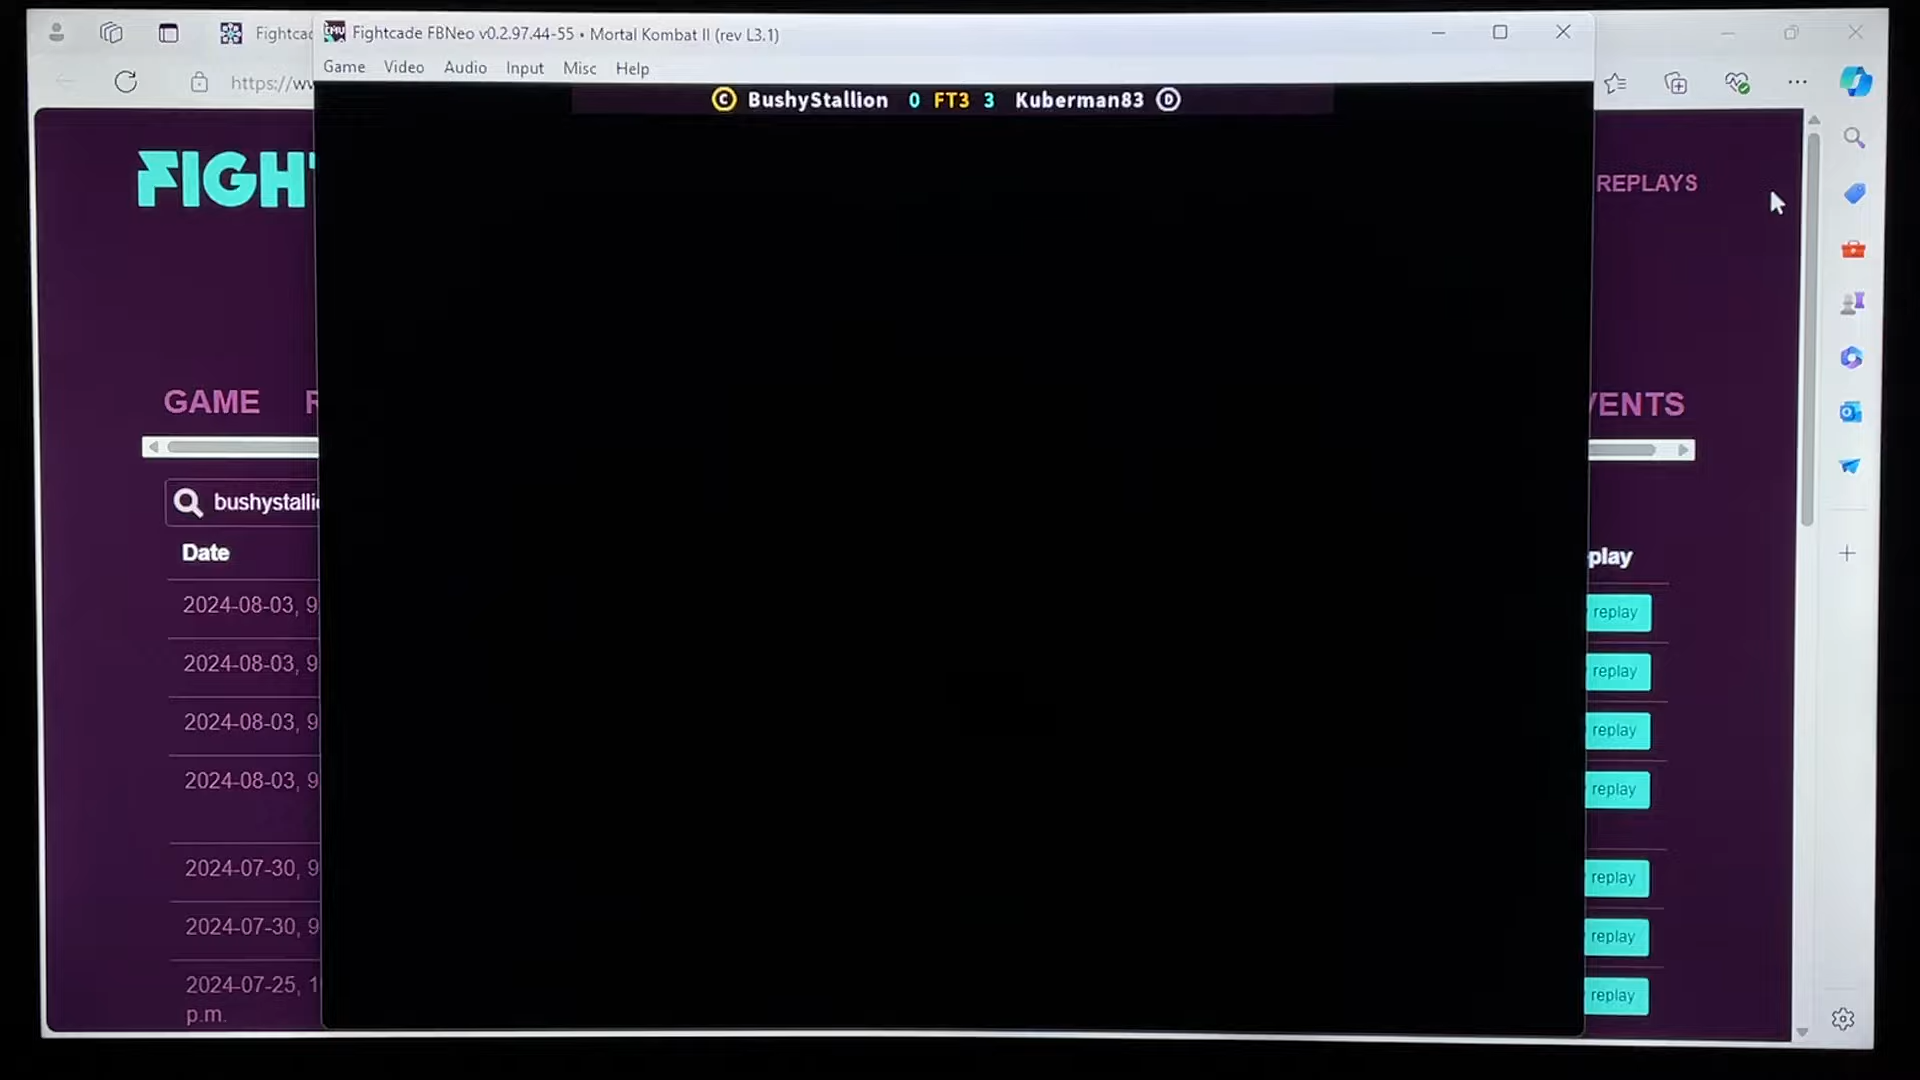 Fightcad
Fightcade FBNeo v0.2.97.44-55 • Mortal Kombat II (rev L3.1)
https://w
Game Video Audio Input Misc Help
C BushyStallion 0 FT3 3 Kuberman83 D
FIGHT
REPLAYS
GAME
VENTS
bushystalli
Date
play
2024-08-03, 9
replay
2024-08-03, 9
replay
2024-08-03, 9
replay
2024-08-03, 9
replay
2024-07-30, 9
replay
2024-07-30, 9
replay
2024-07-25, 1
p.m.
replay